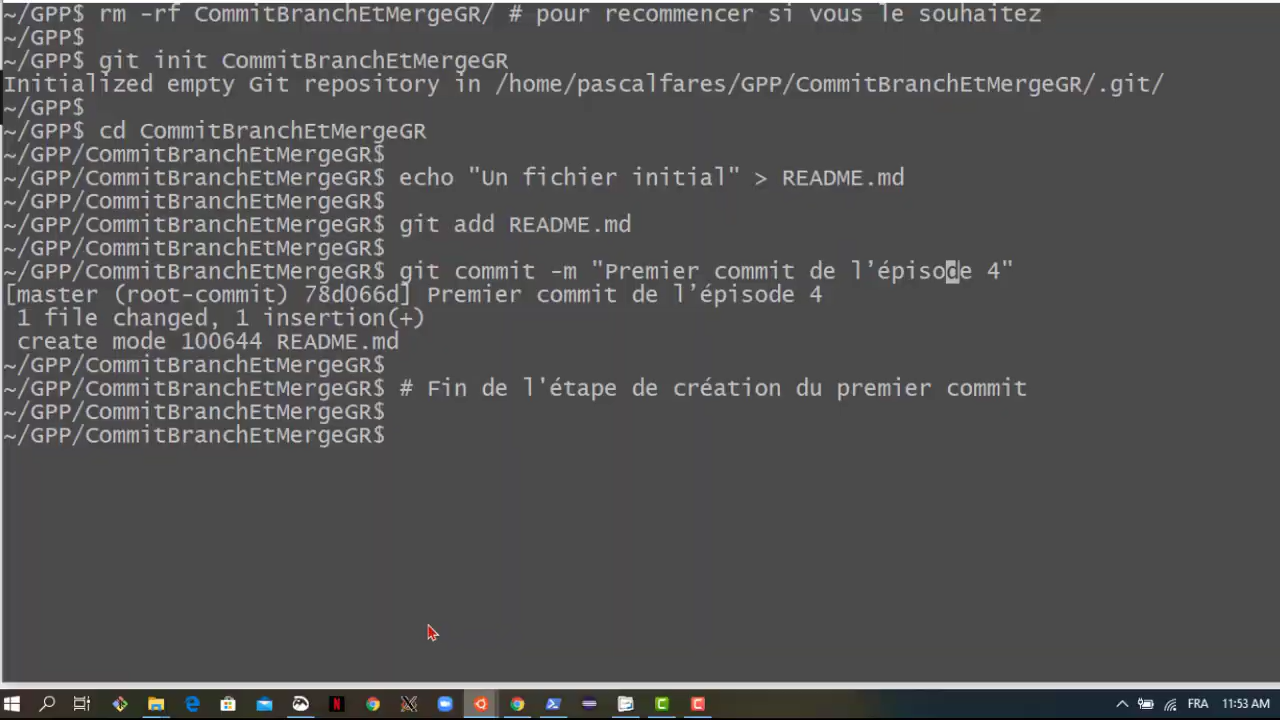 ~/GPP$ rm -rf CommitBranchEtMergeGR/ # pour recommencer si vous le souhaitez
~/GPP$
~/GPP$ git init CommitBranchEtMergeGR
Initialized empty Git repository in /home/pascalfares/GPP/CommitBranchEtMergeGR/.git/
~/GPP$
~/GPP$ cd CommitBranchEtMergeGR
~/GPP/CommitBranchEtMergeGR$
~/GPP/CommitBranchEtMergeGR$ echo "Un fichier initial" > README.md
~/GPP/CommitBranchEtMergeGR$
~/GPP/CommitBranchEtMergeGR$ git add README.md
~/GPP/CommitBranchEtMergeGR$
~/GPP/CommitBranchEtMergeGR$ git commit -m "Premier commit de l’épisode 4"
[master (root-commit) 78d066d] Premier commit de l’épisode 4
 1 file changed, 1 insertion(+)
 create mode 100644 README.md
~/GPP/CommitBranchEtMergeGR$
~/GPP/CommitBranchEtMergeGR$ # Fin de l'étape de création du premier commit
~/GPP/CommitBranchEtMergeGR$
~/GPP/CommitBranchEtMergeGR$
FR 11:53 AM